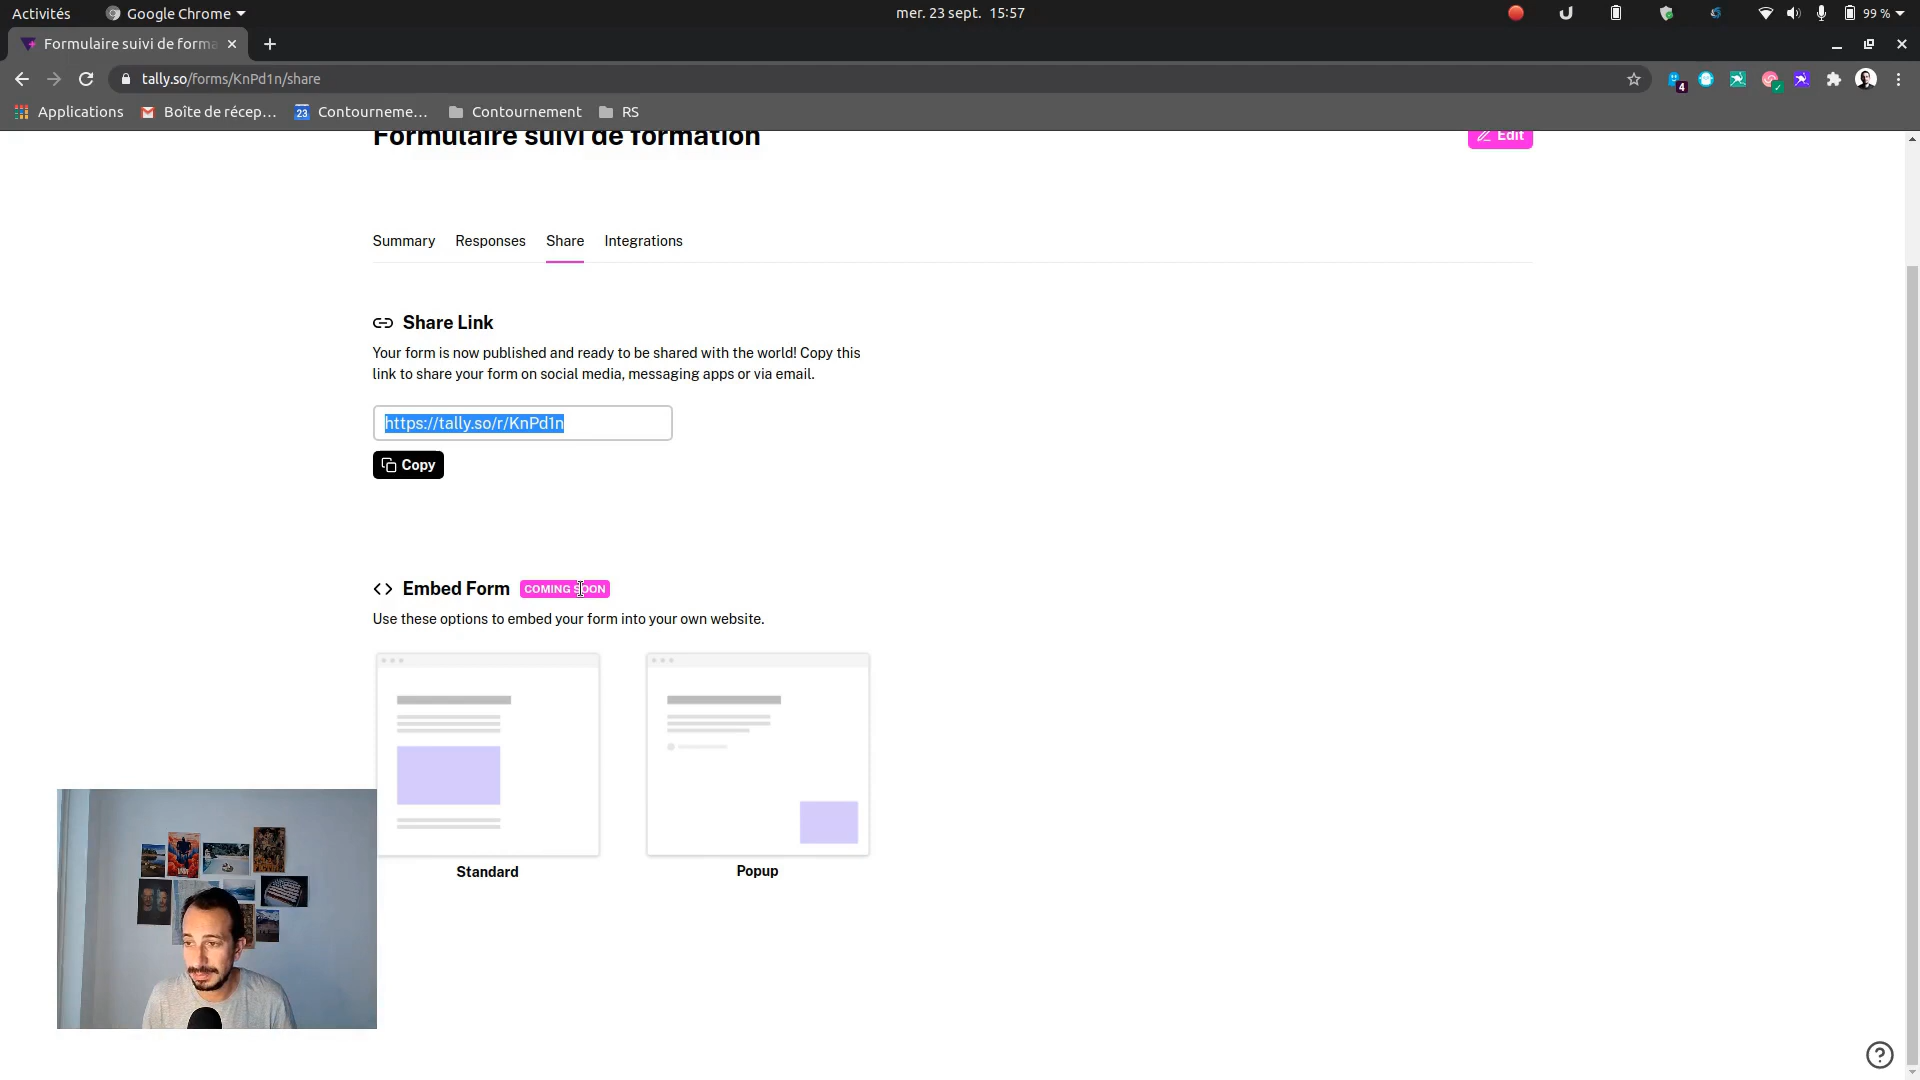 Activités
Google Chrome
mer. 23 sept. 15:57
99 %
Formulaire suivi de forma
tally.so/forms/KnPd1n/share
4
Applications
Boîte de récep…
23
Contourneme…
Contournement
RS
Formulaire suivi de formation
Edit
Summary
Responses
Share
Integrations
Share Link
Your form is now published and ready to be shared with the world! Copy this
link to share your form on social media, messaging apps or via email.
https://tally.so/r/KnPd1n
Copy
Embed Form
COMING SOON
Use these options to embed your form into your own website.
Standard
Popup